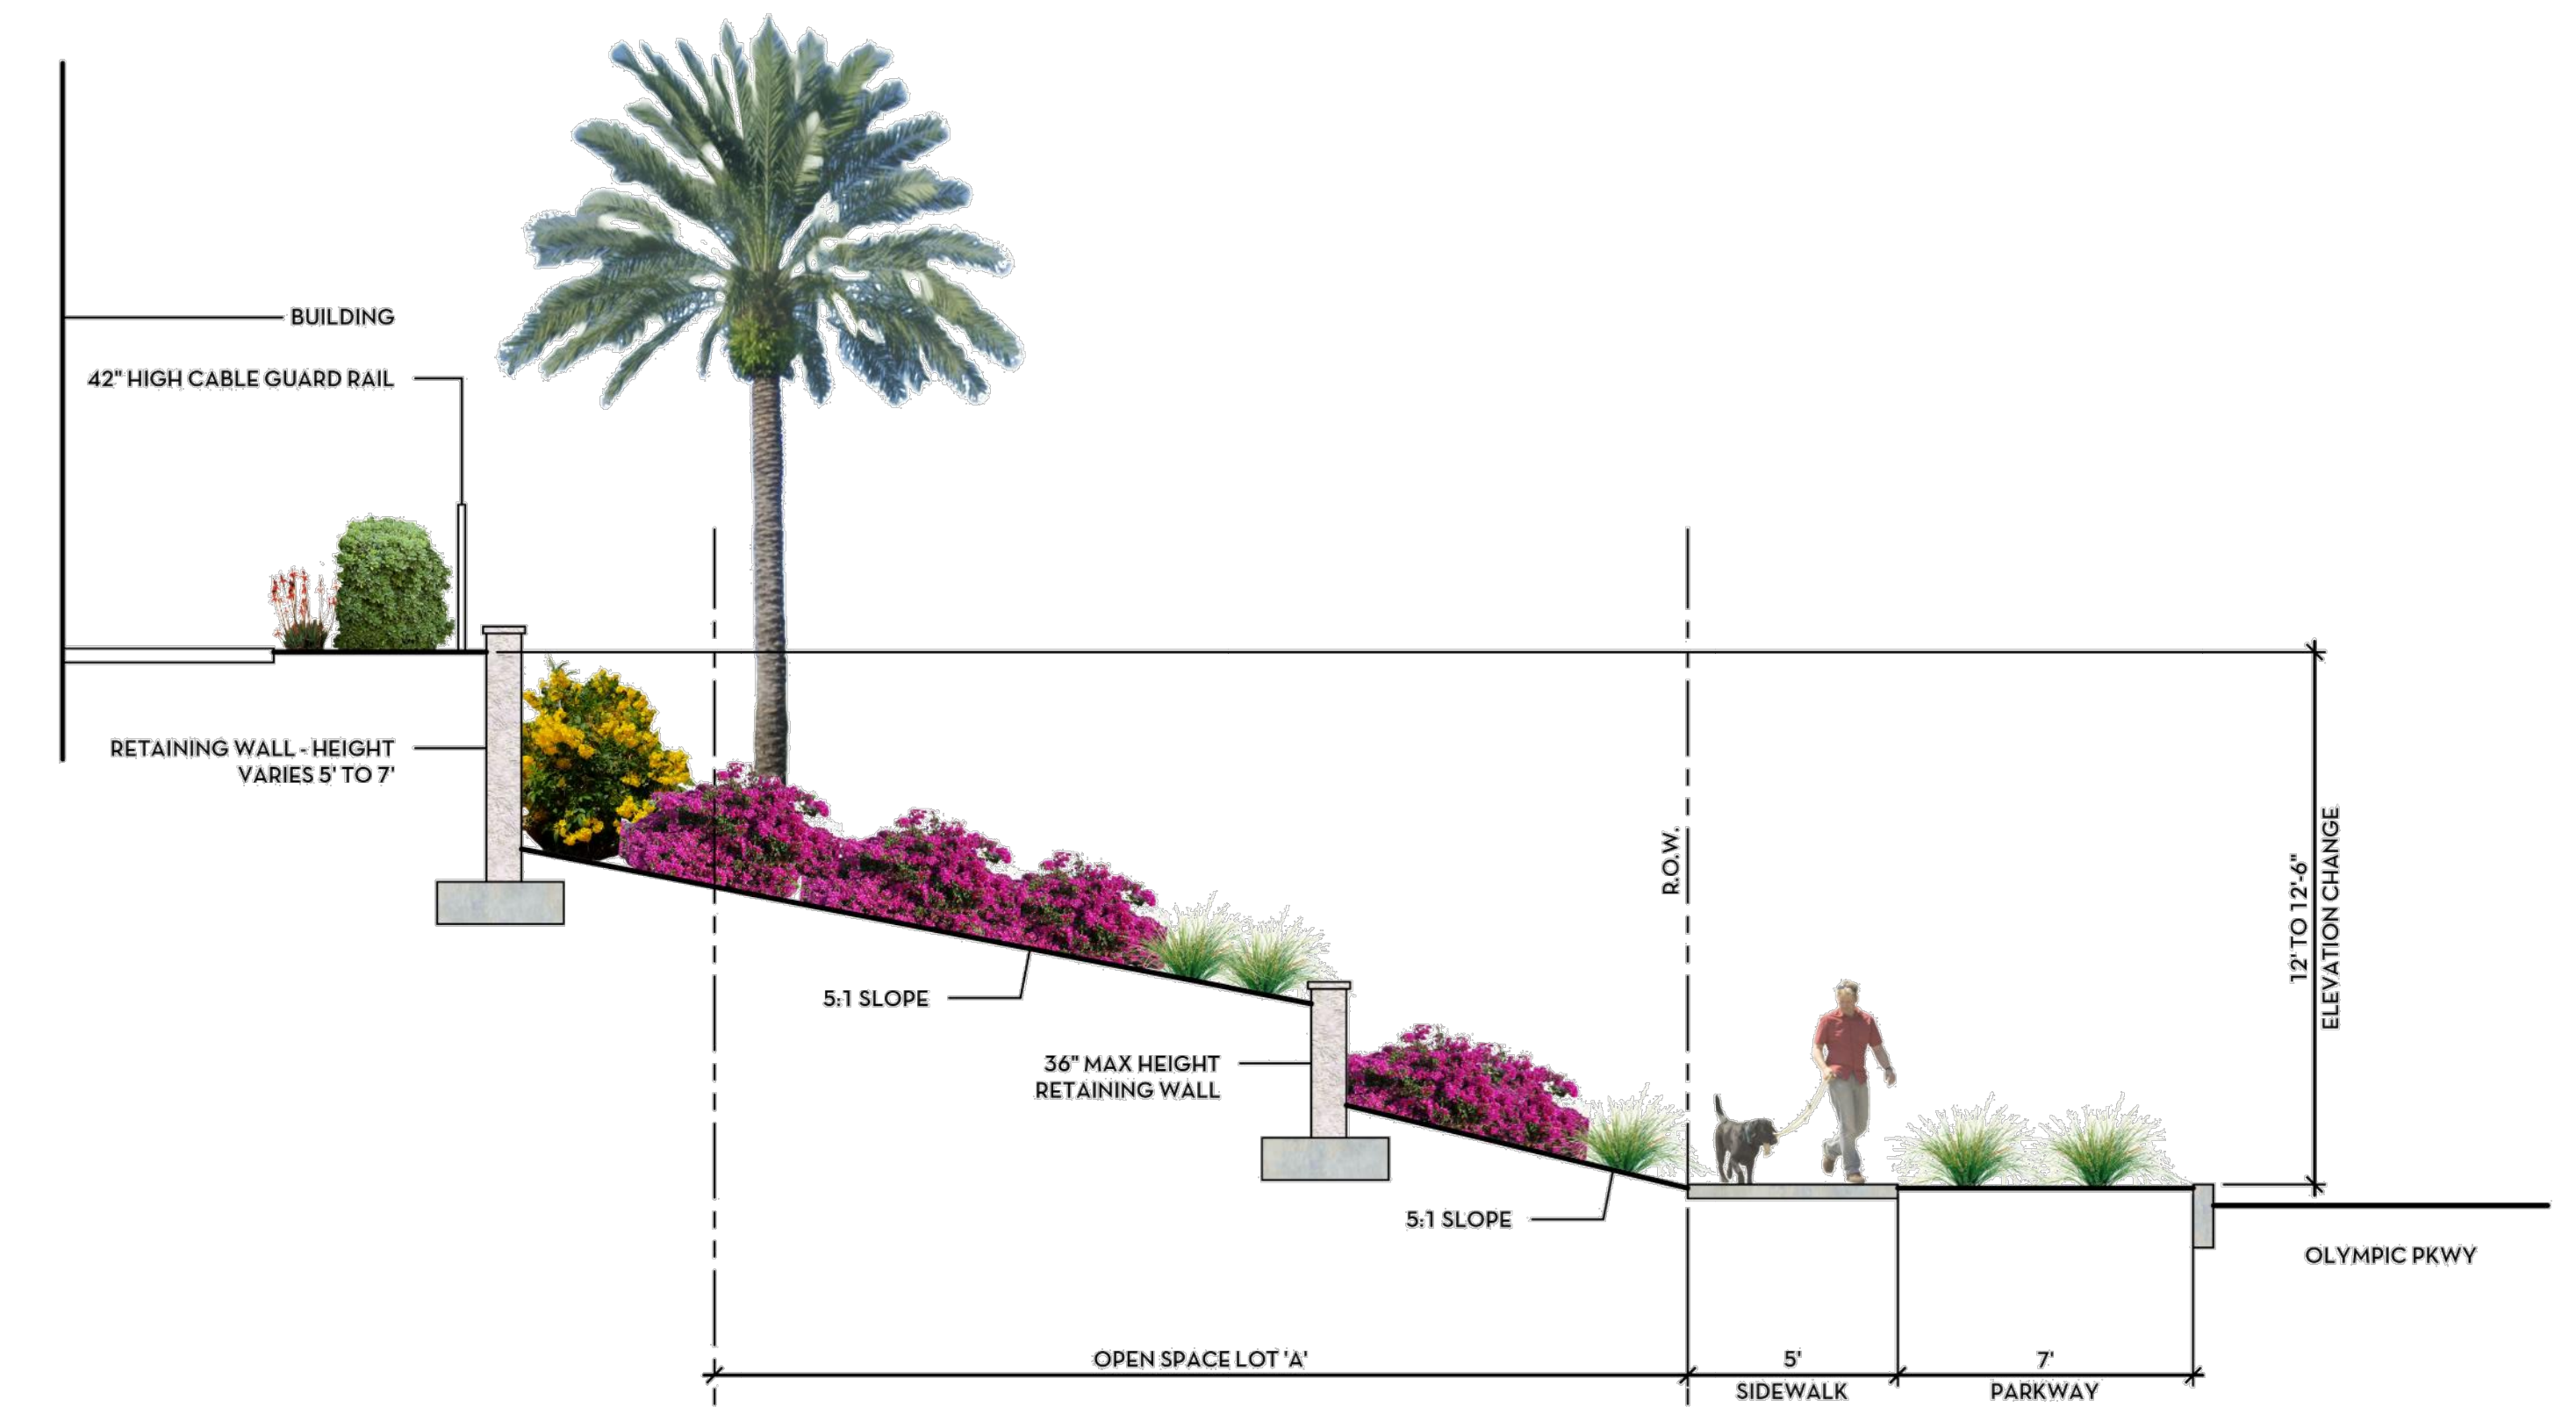 BUILDING
42" HIGH CABLE GUARD RAIL
RETAINING WALL - HEIGHT
VARIES 5' TO 7'
R.O.W.
12' TO 12'-6"
ELEVATION CHANGE
5:1 SLOPE
36" MAX HEIGHT
RETAINING WALL
5:1 SLOPE
OLYMPIC PKWY
OPEN SPACE LOT 'A'
5'
SIDEWALK
7'
PARKWAY